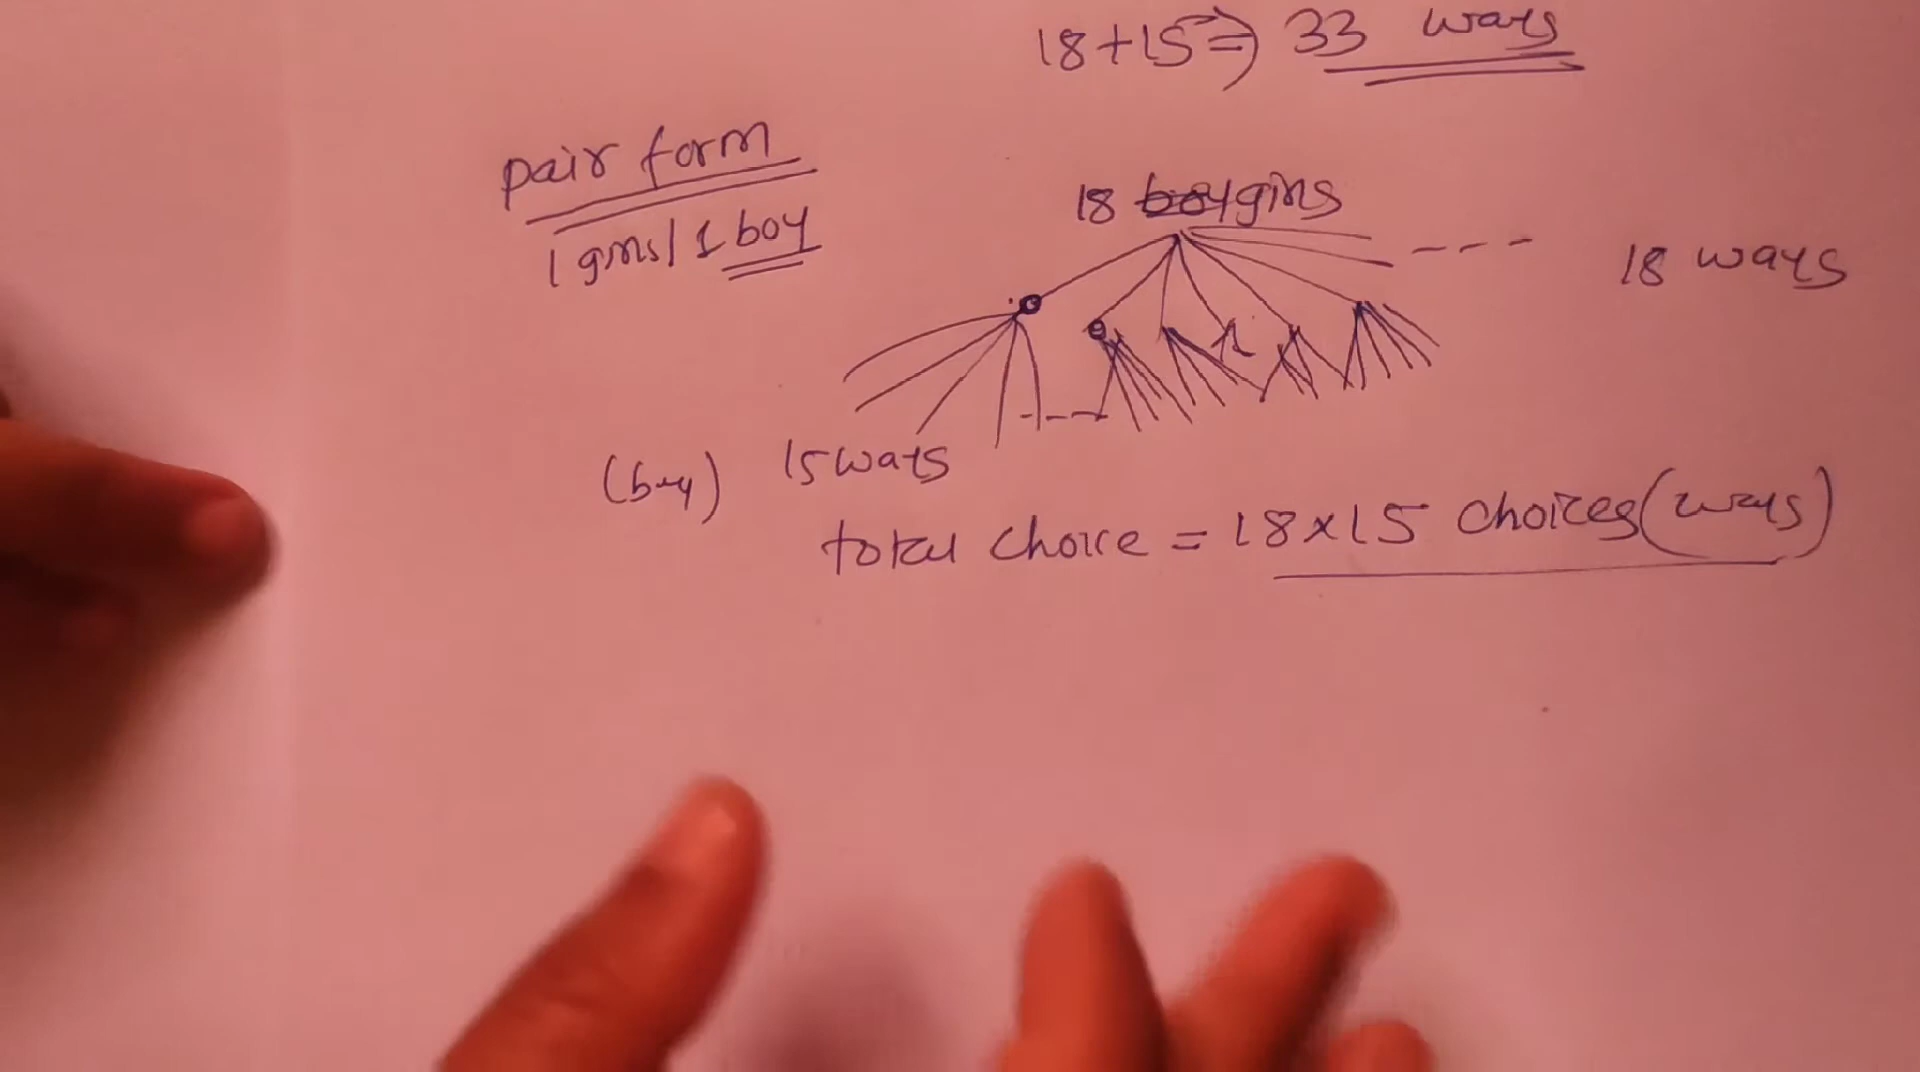 18+15 => 33 ways
pair form
1 girls / 1 boy
18 boy girls
18 ways
(boy) 15 ways
total choice = 18x15 choices (ways)